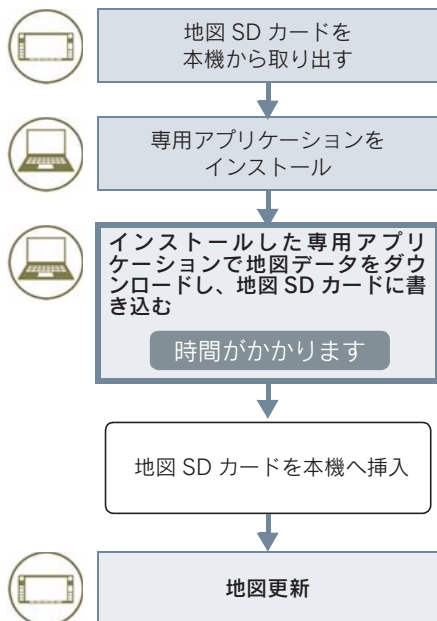 地図 SD カードを
本機から取り出す
専用アプリケーションを
インストール
インストールした専用アプリ
ケーションで地図データをダウ
ンロードし、地図 SD カードに書
き込む
時間がかかります
地図 SD カードを本機へ挿入
地図更新